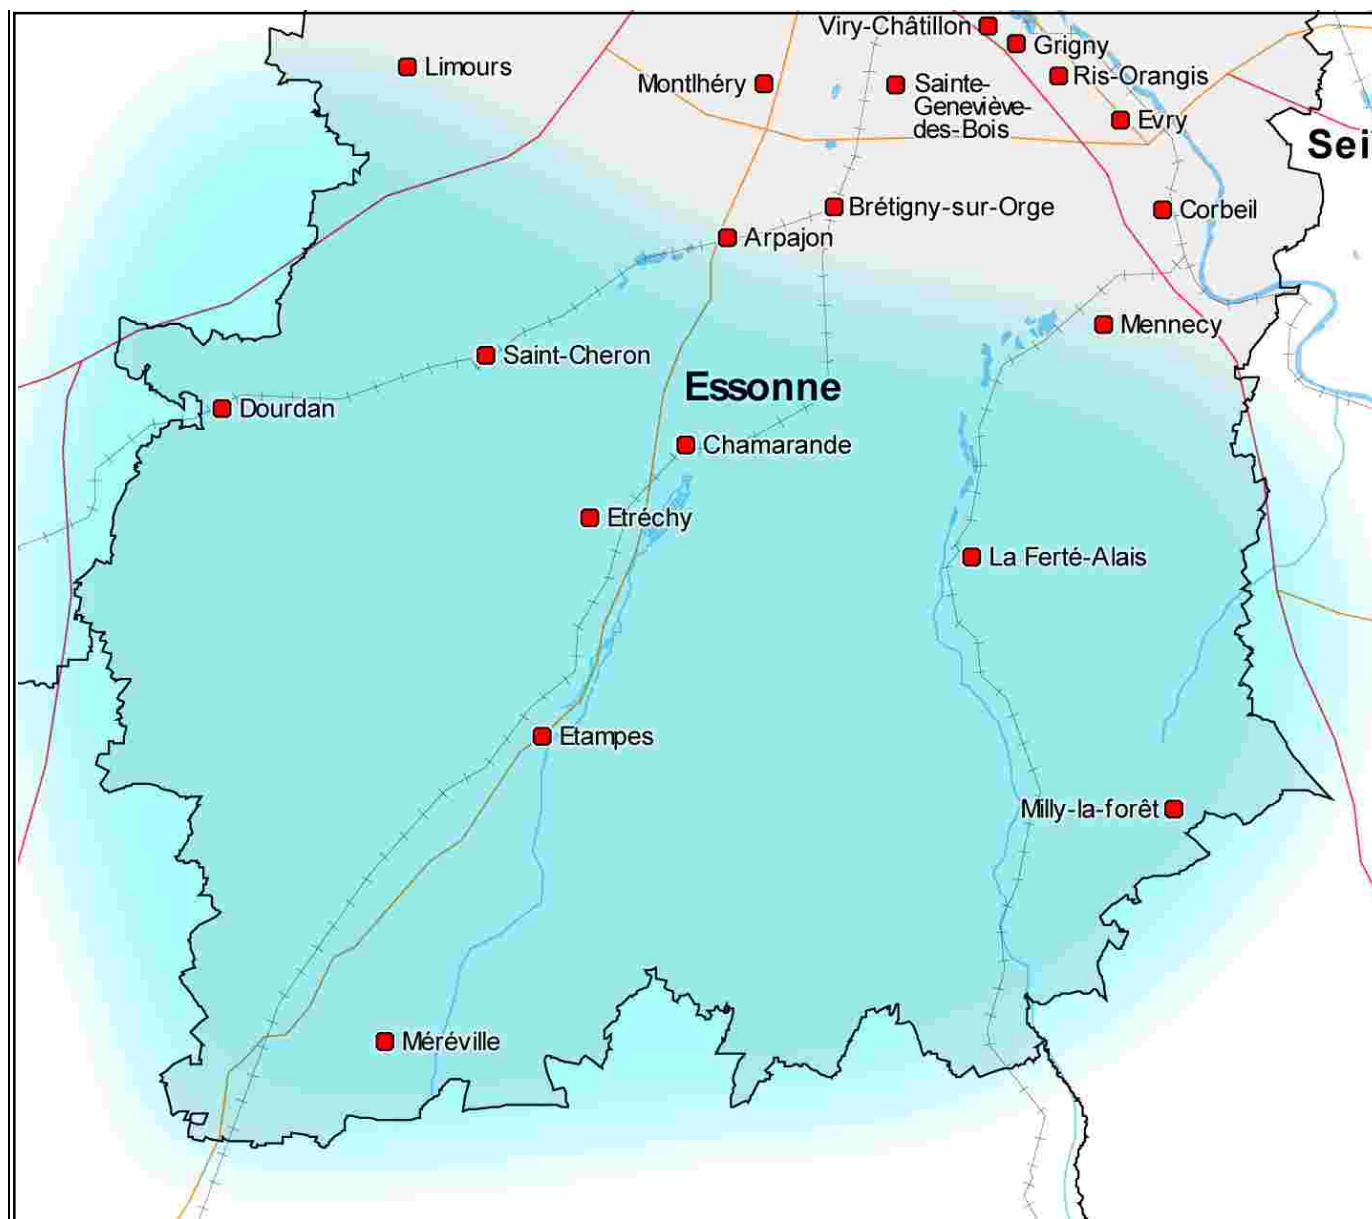 Viry-Châtillon
Grigny
Limours
Montlhéry
Sainte-
Geneviève-
des-Bois
Ris-Orangis
Evry
Sei
Brétigny-sur-Orge
Corbeil
Arpajon
Mennecy
Saint-Cheron
Essonne
Dourdan
Chamarande
Etréchy
La Ferté-Alais
Etampes
Milly-la-forêt
Méréville